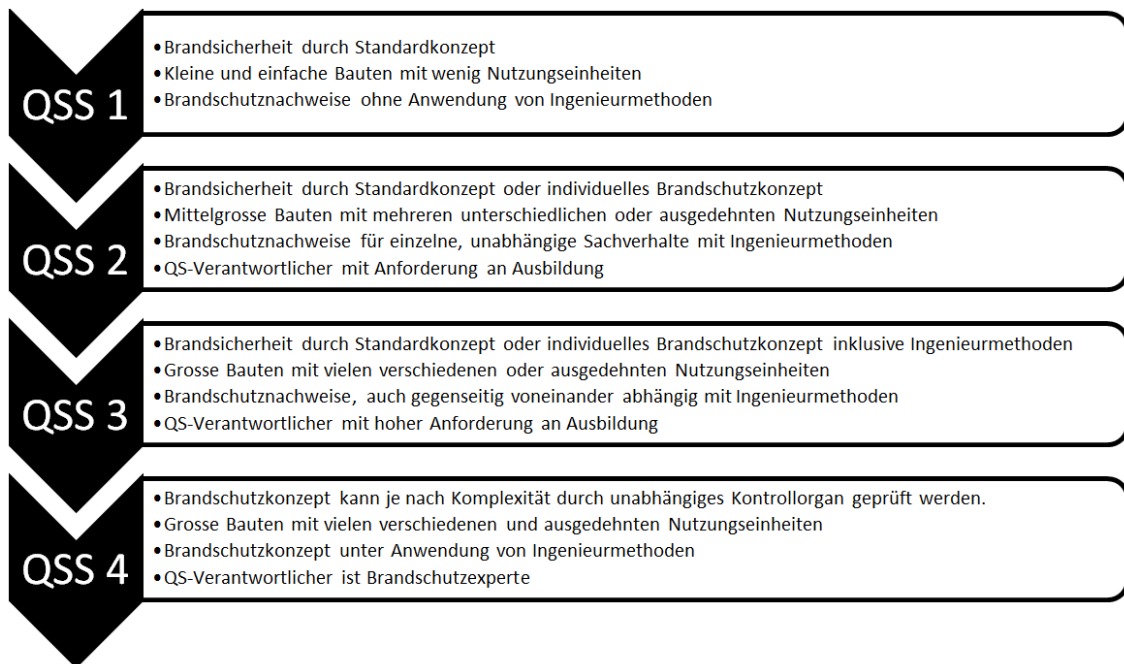 QSS 1
•Brandsicherheit durch Standardkonzept
•Kleine und einfache Bauten mit wenig Nutzungseinheiten
•Brandschutznachweise ohne Anwendung von Ingenieurmethoden
QSS 2
•Brandsicherheit durch Standardkonzept oder individuelles Brandschutzkonzept
•Mittelgrosse Bauten mit mehreren unterschiedlichen oder ausgedehnten Nutzungseinheiten
•Brandschutznachweise für einzelne, unabhängige Sachverhalte mit Ingenieurmethoden
•QS-Verantwortlicher mit Anforderung an Ausbildung
QSS 3
•Brandsicherheit durch Standardkonzept oder individuelles Brandschutzkonzept inklusive Ingenieurmethoden
•Grosse Bauten mit vielen verschiedenen oder ausgedehnten Nutzungseinheiten
•Brandschutznachweise, auch gegenseitig voneinander abhängig mit Ingenieurmethoden
•QS-Verantwortlicher mit hoher Anforderung an Ausbildung
QSS 4
•Brandschutzkonzept kann je nach Komplexität durch unabhängiges Kontrollorgan geprüft werden.
•Grosse Bauten mit vielen verschiedenen und ausgedehnten Nutzungseinheiten
•Brandschutzkonzept unter Anwendung von Ingenieurmethoden
•QS-Verantwortlicher ist Brandschutzexperte